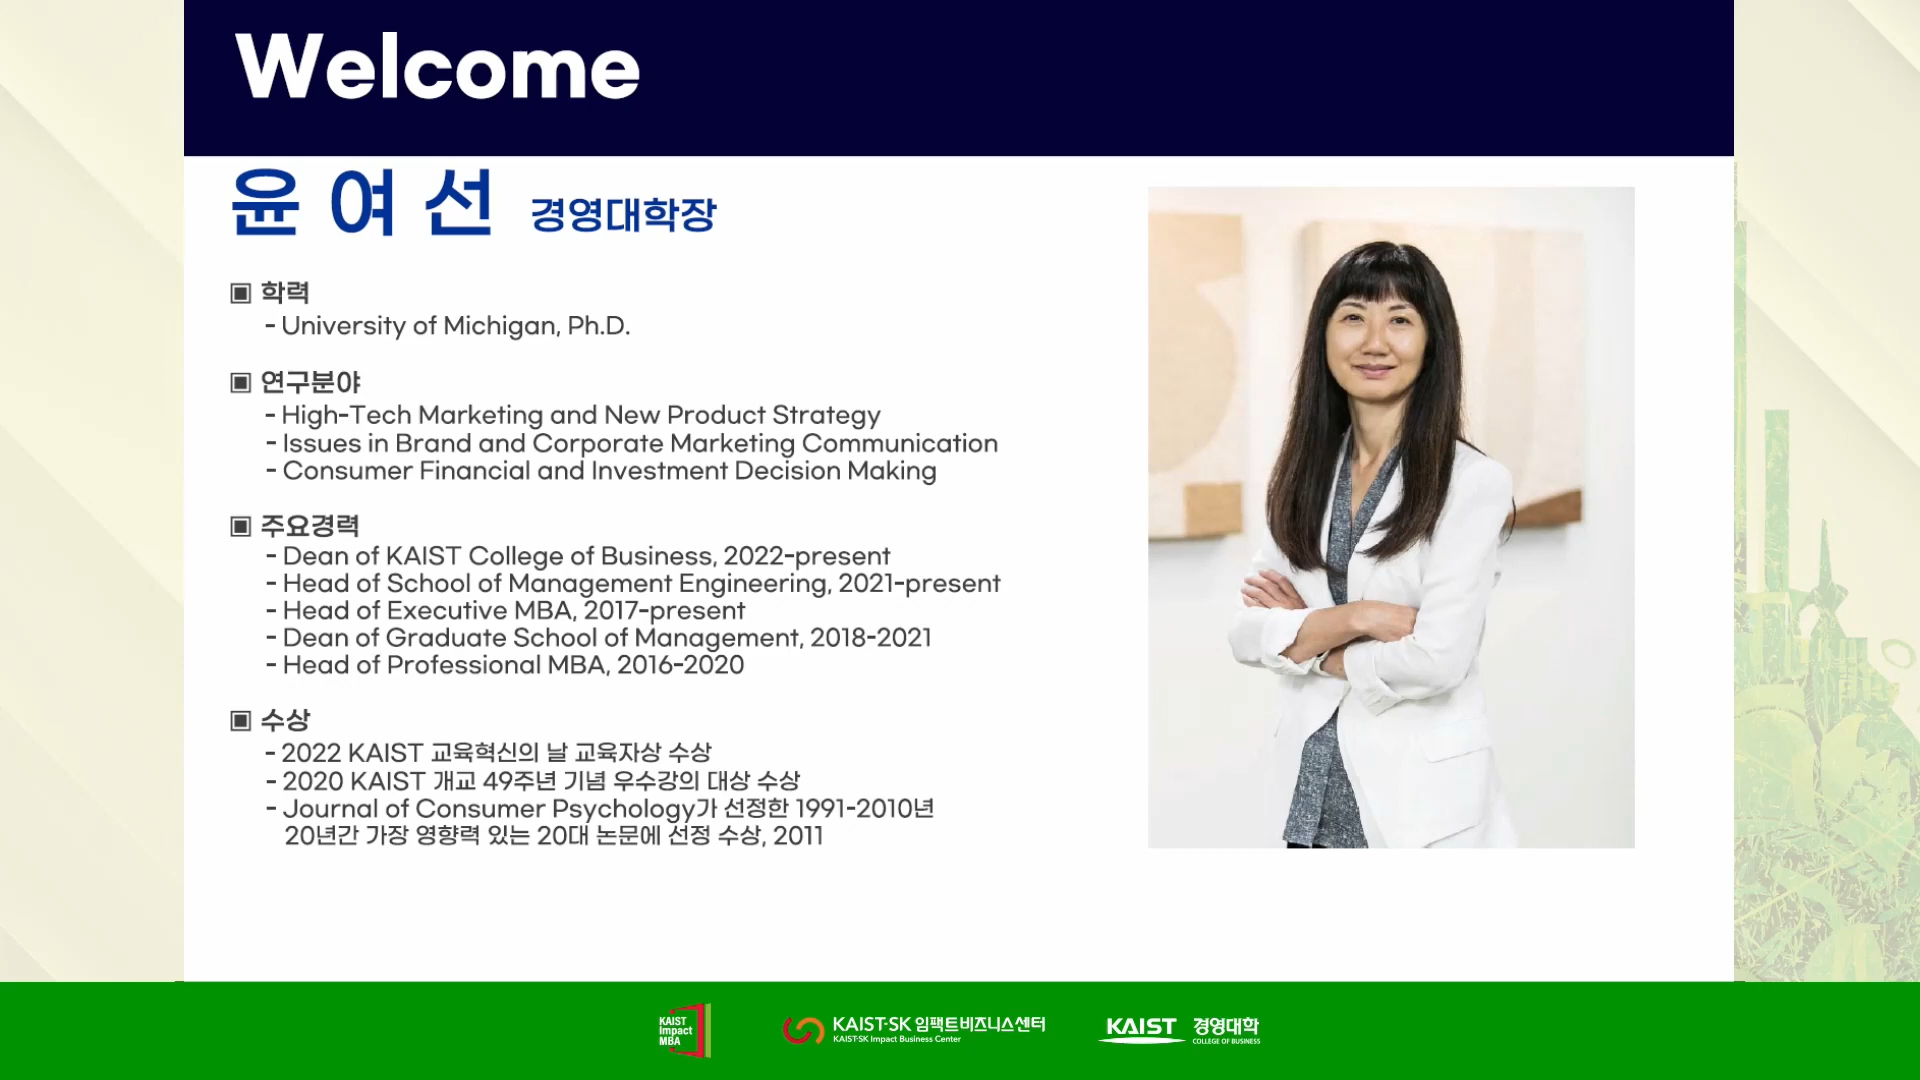 Welcome
윤 여 선 경영대학장
▣ 학력
- University of Michigan, Ph.D.
▣ 연구분야
- High-Tech Marketing and New Product Strategy
- Issues in Brand and Corporate Marketing Communication
- Consumer Financial and Investment Decision Making
▣ 주요경력
- Dean of KAIST College of Business, 2022-present
- Head of School of Management Engineering, 2021-present
- Head of Executive MBA, 2017-present
- Dean of Graduate School of Management, 2018-2021
- Head of Professional MBA, 2016-2020
▣ 수상
- 2022 KAIST 교육혁신의 날 교육자상 수상
- 2020 KAIST 개교 49주년 기념 우수강의 대상 수상
- Journal of Consumer Psychology가 선정한 1991-2010년
20년간 가장 영향력 있는 20대 논문에 선정 수상, 2011
KAIST
Impact
MBA
KAIST·SK 임팩트비즈니스센터
KAIST·SK Impact Business Center
KAIST 경영대학
COLLEGE OF BUSINESS